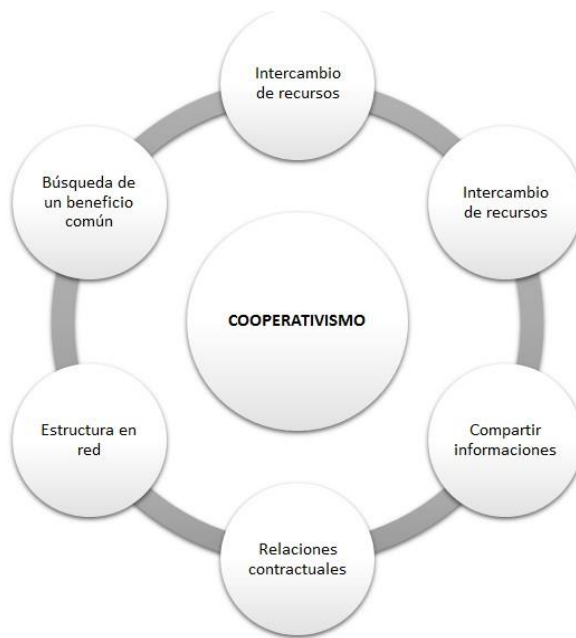 Intercambio
de recursos
Búsqueda de
un beneficio
común
Intercambio
de recursos
COOPERATIVISMO
Estructura en
red
Compartir
informaciones
Relaciones
contractuales